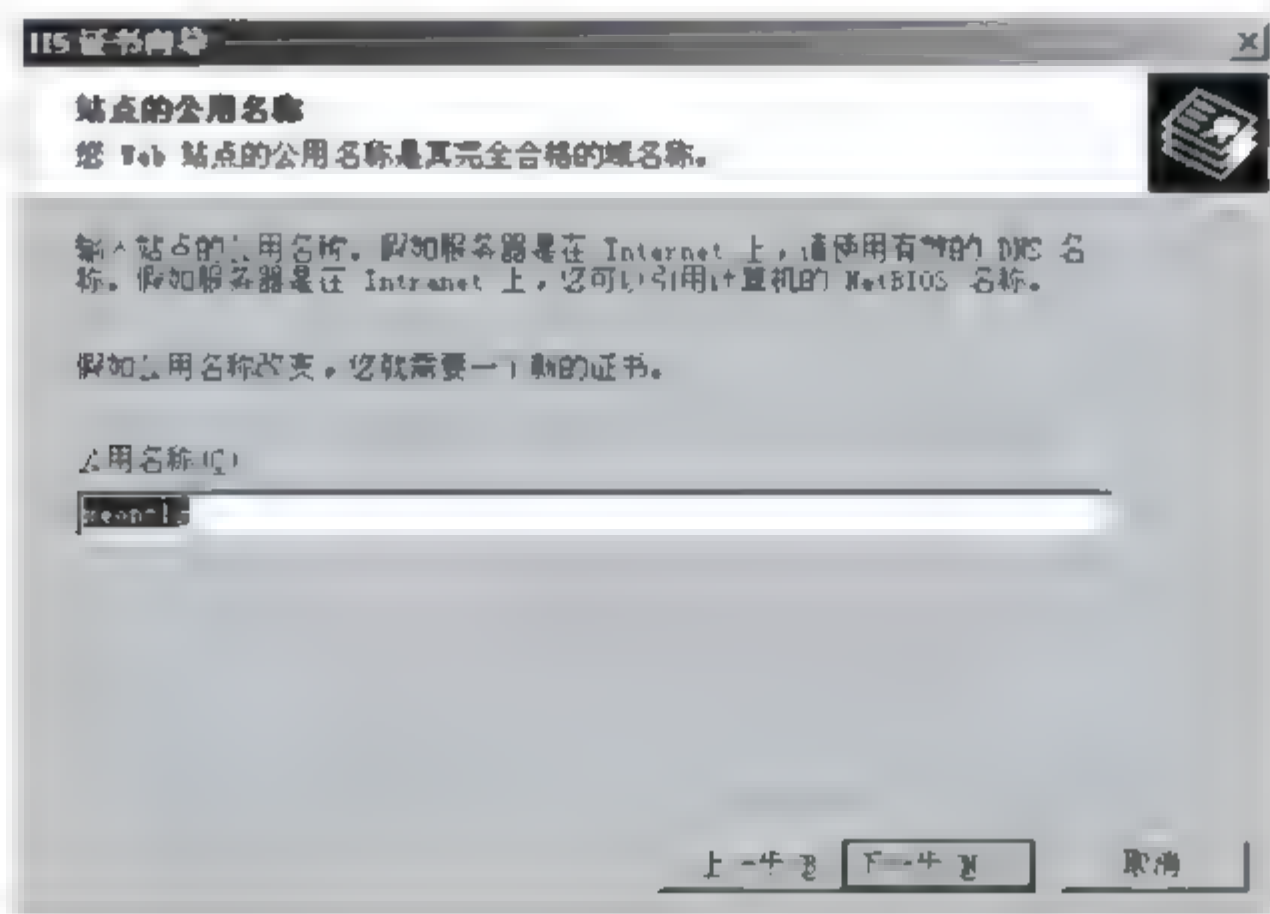 IIS 证书向导
站点的公用名称
您 Web 站点的公用名称是其完全合格的域名称。
输入站点的公用名称。假如服务器是在 Internet 上，请使用有效的 DNS 名
称。假如服务器是在 Intranet 上，您可以引用计算机的 NetBIOS 名称。
假如公用名称改变，您就需要一个新的证书。
公用名称(C)
上一步(B) 下一步(N) 取消